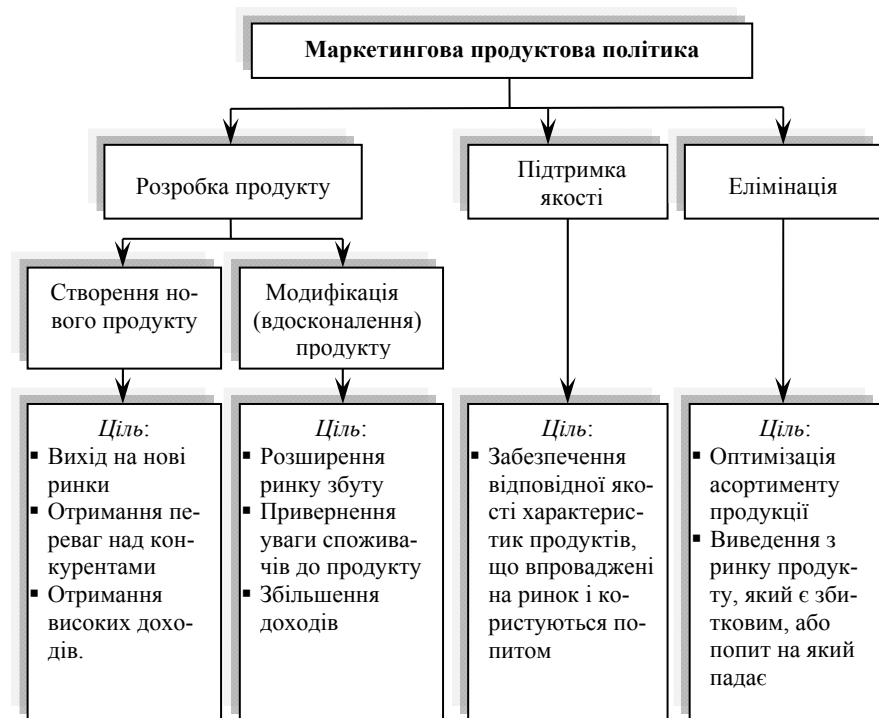 Маркетингова продуктова політика
Розробка продукту
Підтримка
якості
Елімінація
Створення но-
вого продукту
Модифікація
(вдосконалення)
продукту
Ціль:
▪ Вихід на нові
ринки
▪ Отримання пе-
реваг над кон-
курентами
▪ Отримання
високих дохо-
дів.
Ціль:
▪ Розширення
ринку збуту
▪ Привернення
уваги спожива-
чів до продукту
▪ Збільшення
доходів
Ціль:
▪ Забезпечення
відповідної яко-
сті характерис-
тик продуктів,
що впроваджені
на ринок і ко-
ристуються по-
питом
Ціль:
▪ Оптимізація
асортименту
продукції
▪ Виведення з
ринку продук-
ту, який є зби-
тковим, або
попит на який
падає